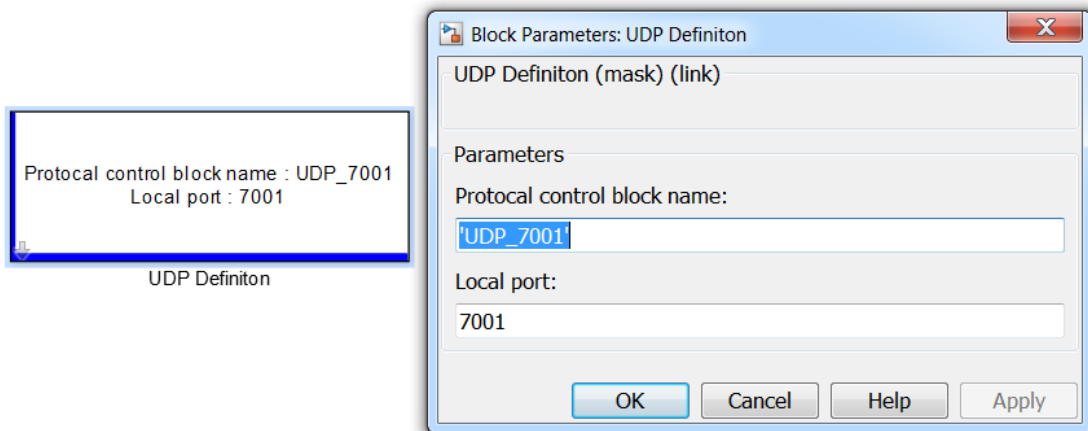 Protocal control block name : UDP_7001
Local port : 7001
UDP Definiton
Block Parameters: UDP Definiton
UDP Definiton (mask) (link)
Parameters
Protocal control block name:
'UDP_7001'
Local port:
7001
OK
Cancel
Help
Apply